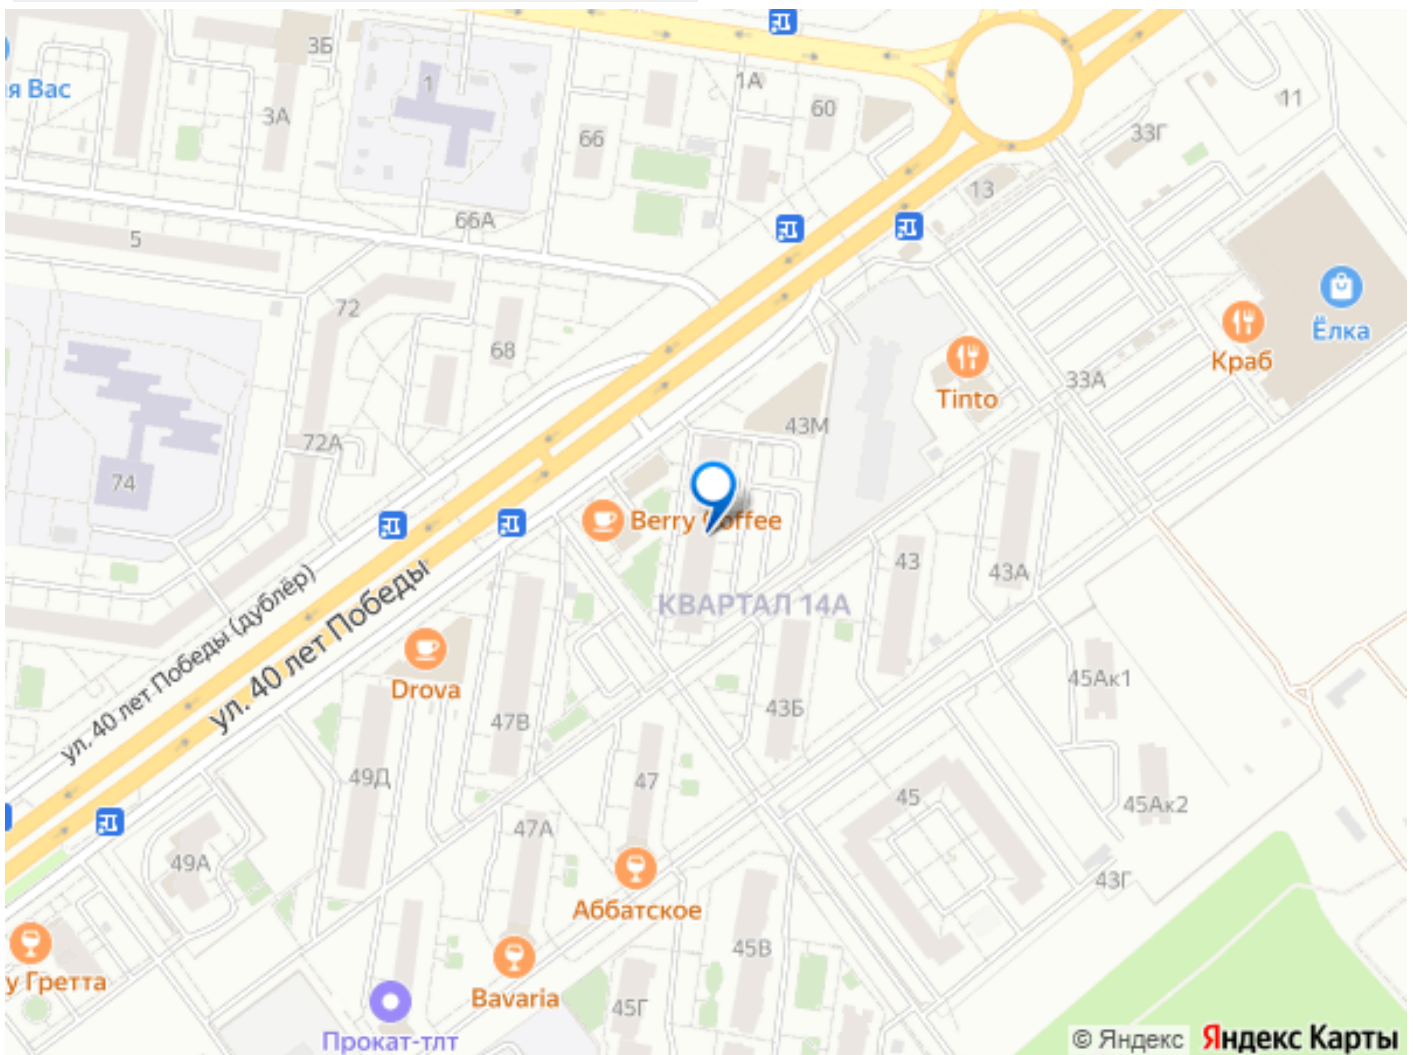 3Б
1
1А
я Вас
3А
60
11
66
33Г
13
66А
5
72
Ёлка
68
Краб
33А
Tinto
43М
72А
74
Berry Coffee
43
43А
КВАРТАЛ 14А
ул. 40 лет Победы (дублёр)
ул. 40 лет Победы
Drova
45Ак1
43Б
47В
49Д
47
45
45Ак2
47А
49А
43Г
Аббатское
45В
у Гретта
Bavaria
45Г
Прокат-тлт
© Яндекс Яндекс Карты